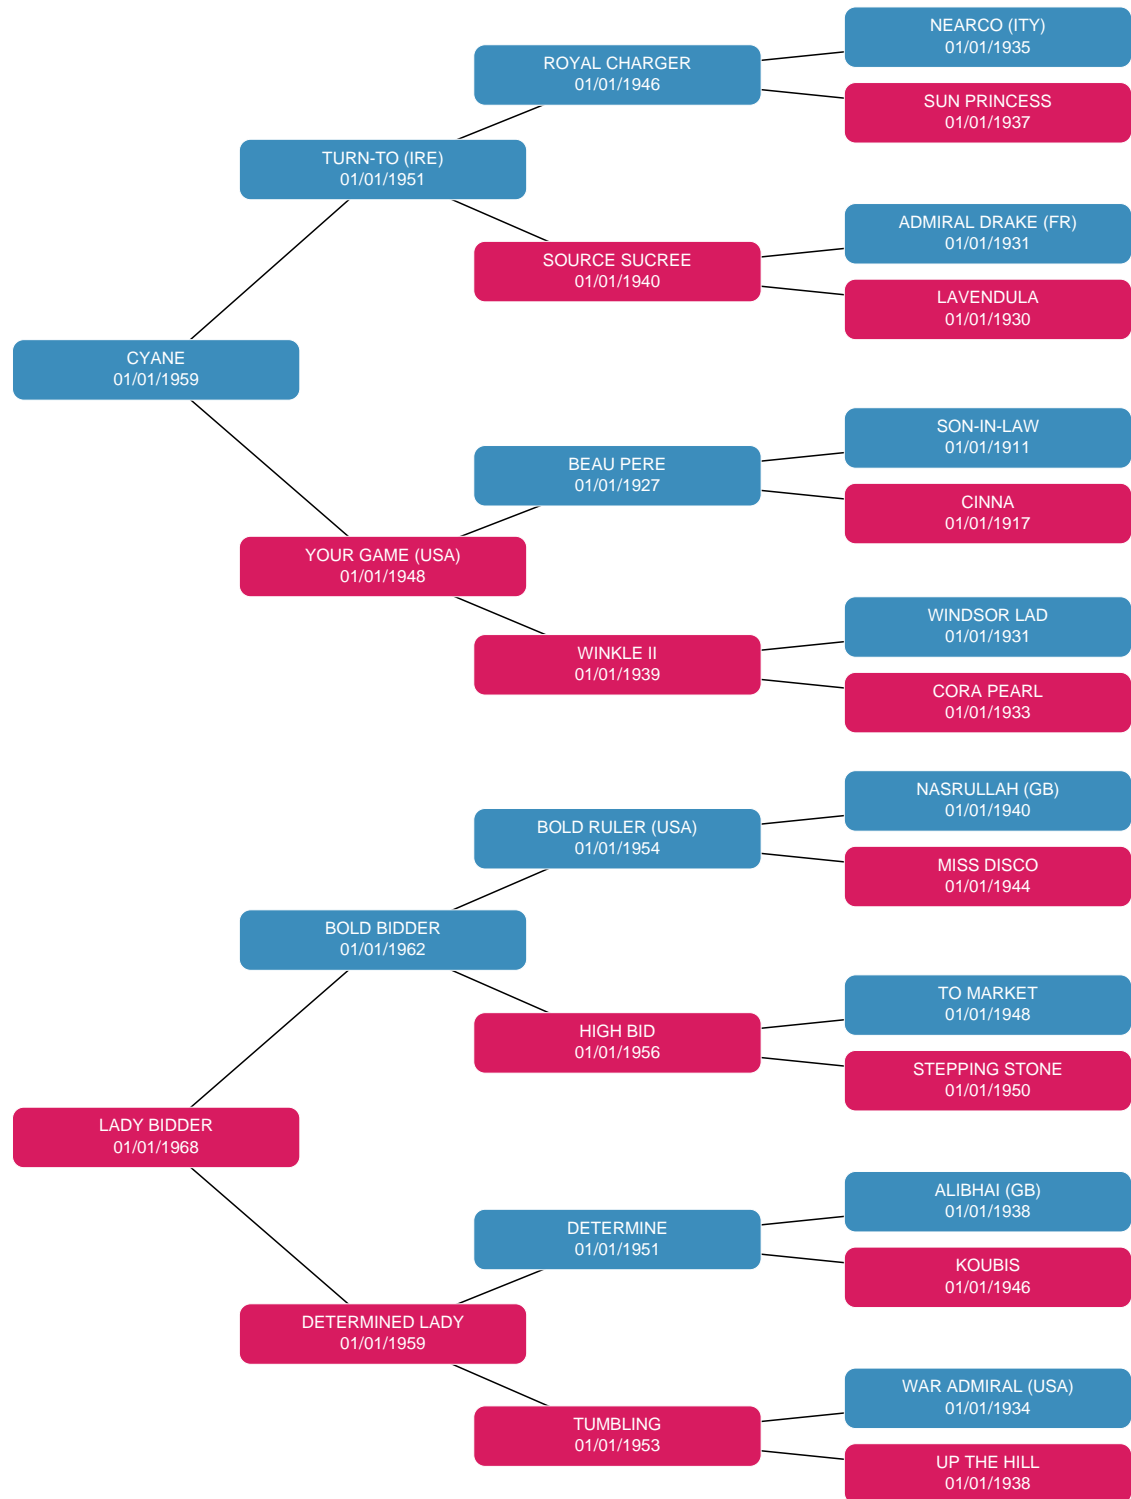 NEARCO (ITY)
01/01/1935
ROYAL CHARGER
01/01/1946
SUN PRINCESS
01/01/1937
TURN-TO (IRE)
01/01/1951
ADMIRAL DRAKE (FR)
01/01/1931
SOURCE SUCREE
01/01/1940
LAVENDULA
01/01/1930
CYANE
01/01/1959
SON-IN-LAW
01/01/1911
BEAU PERE
01/01/1927
CINNA
01/01/1917
YOUR GAME (USA)
01/01/1948
WINDSOR LAD
01/01/1931
WINKLE II
01/01/1939
CORA PEARL
01/01/1933
NASRULLAH (GB)
01/01/1940
BOLD RULER (USA)
01/01/1954
MISS DISCO
01/01/1944
BOLD BIDDER
01/01/1962
TO MARKET
01/01/1948
HIGH BID
01/01/1956
STEPPING STONE
01/01/1950
LADY BIDDER
01/01/1968
ALIBHAI (GB)
01/01/1938
DETERMINE
01/01/1951
KOUBIS
01/01/1946
DETERMINED LADY
01/01/1959
WAR ADMIRAL (USA)
01/01/1934
TUMBLING
01/01/1953
UP THE HILL
01/01/1938